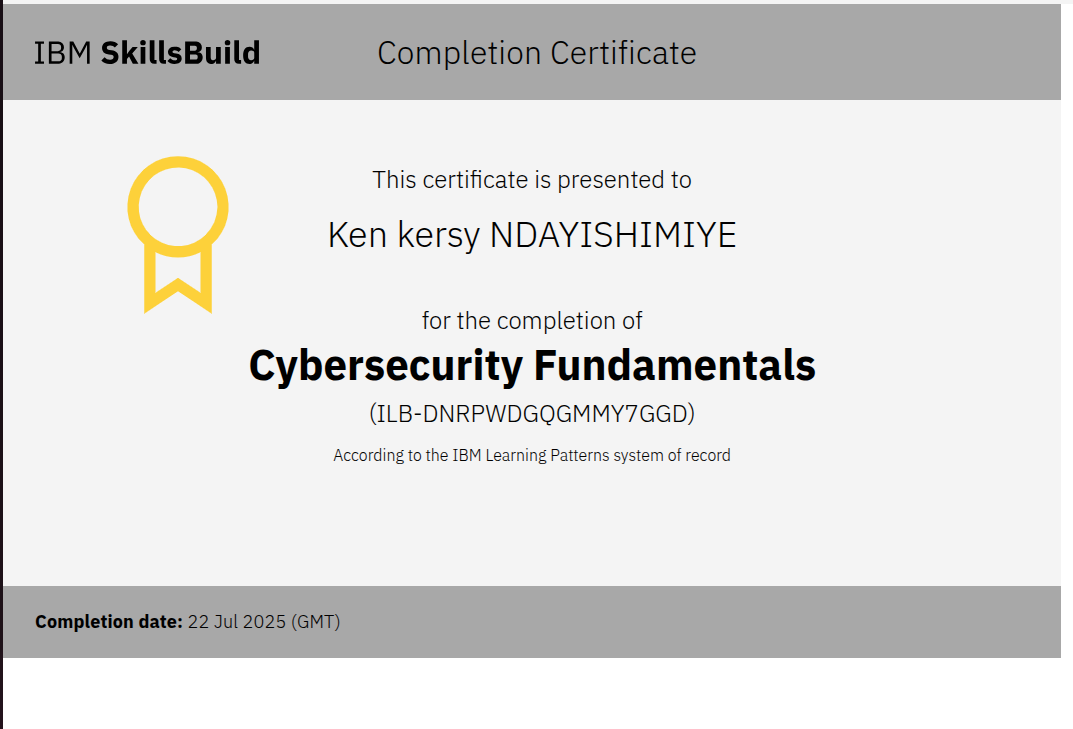 IBM SkillsBuild
Completion Certificate
This certificate is presented to
Ken kersy NDAYISHIMIYE
for the completion of
Cybersecurity Fundamentals
(ILB-DNRPWDGQGMMY7GGD)
According to the IBM Learning Patterns system of record
Completion date: 22 Jul 2025 (GMT)